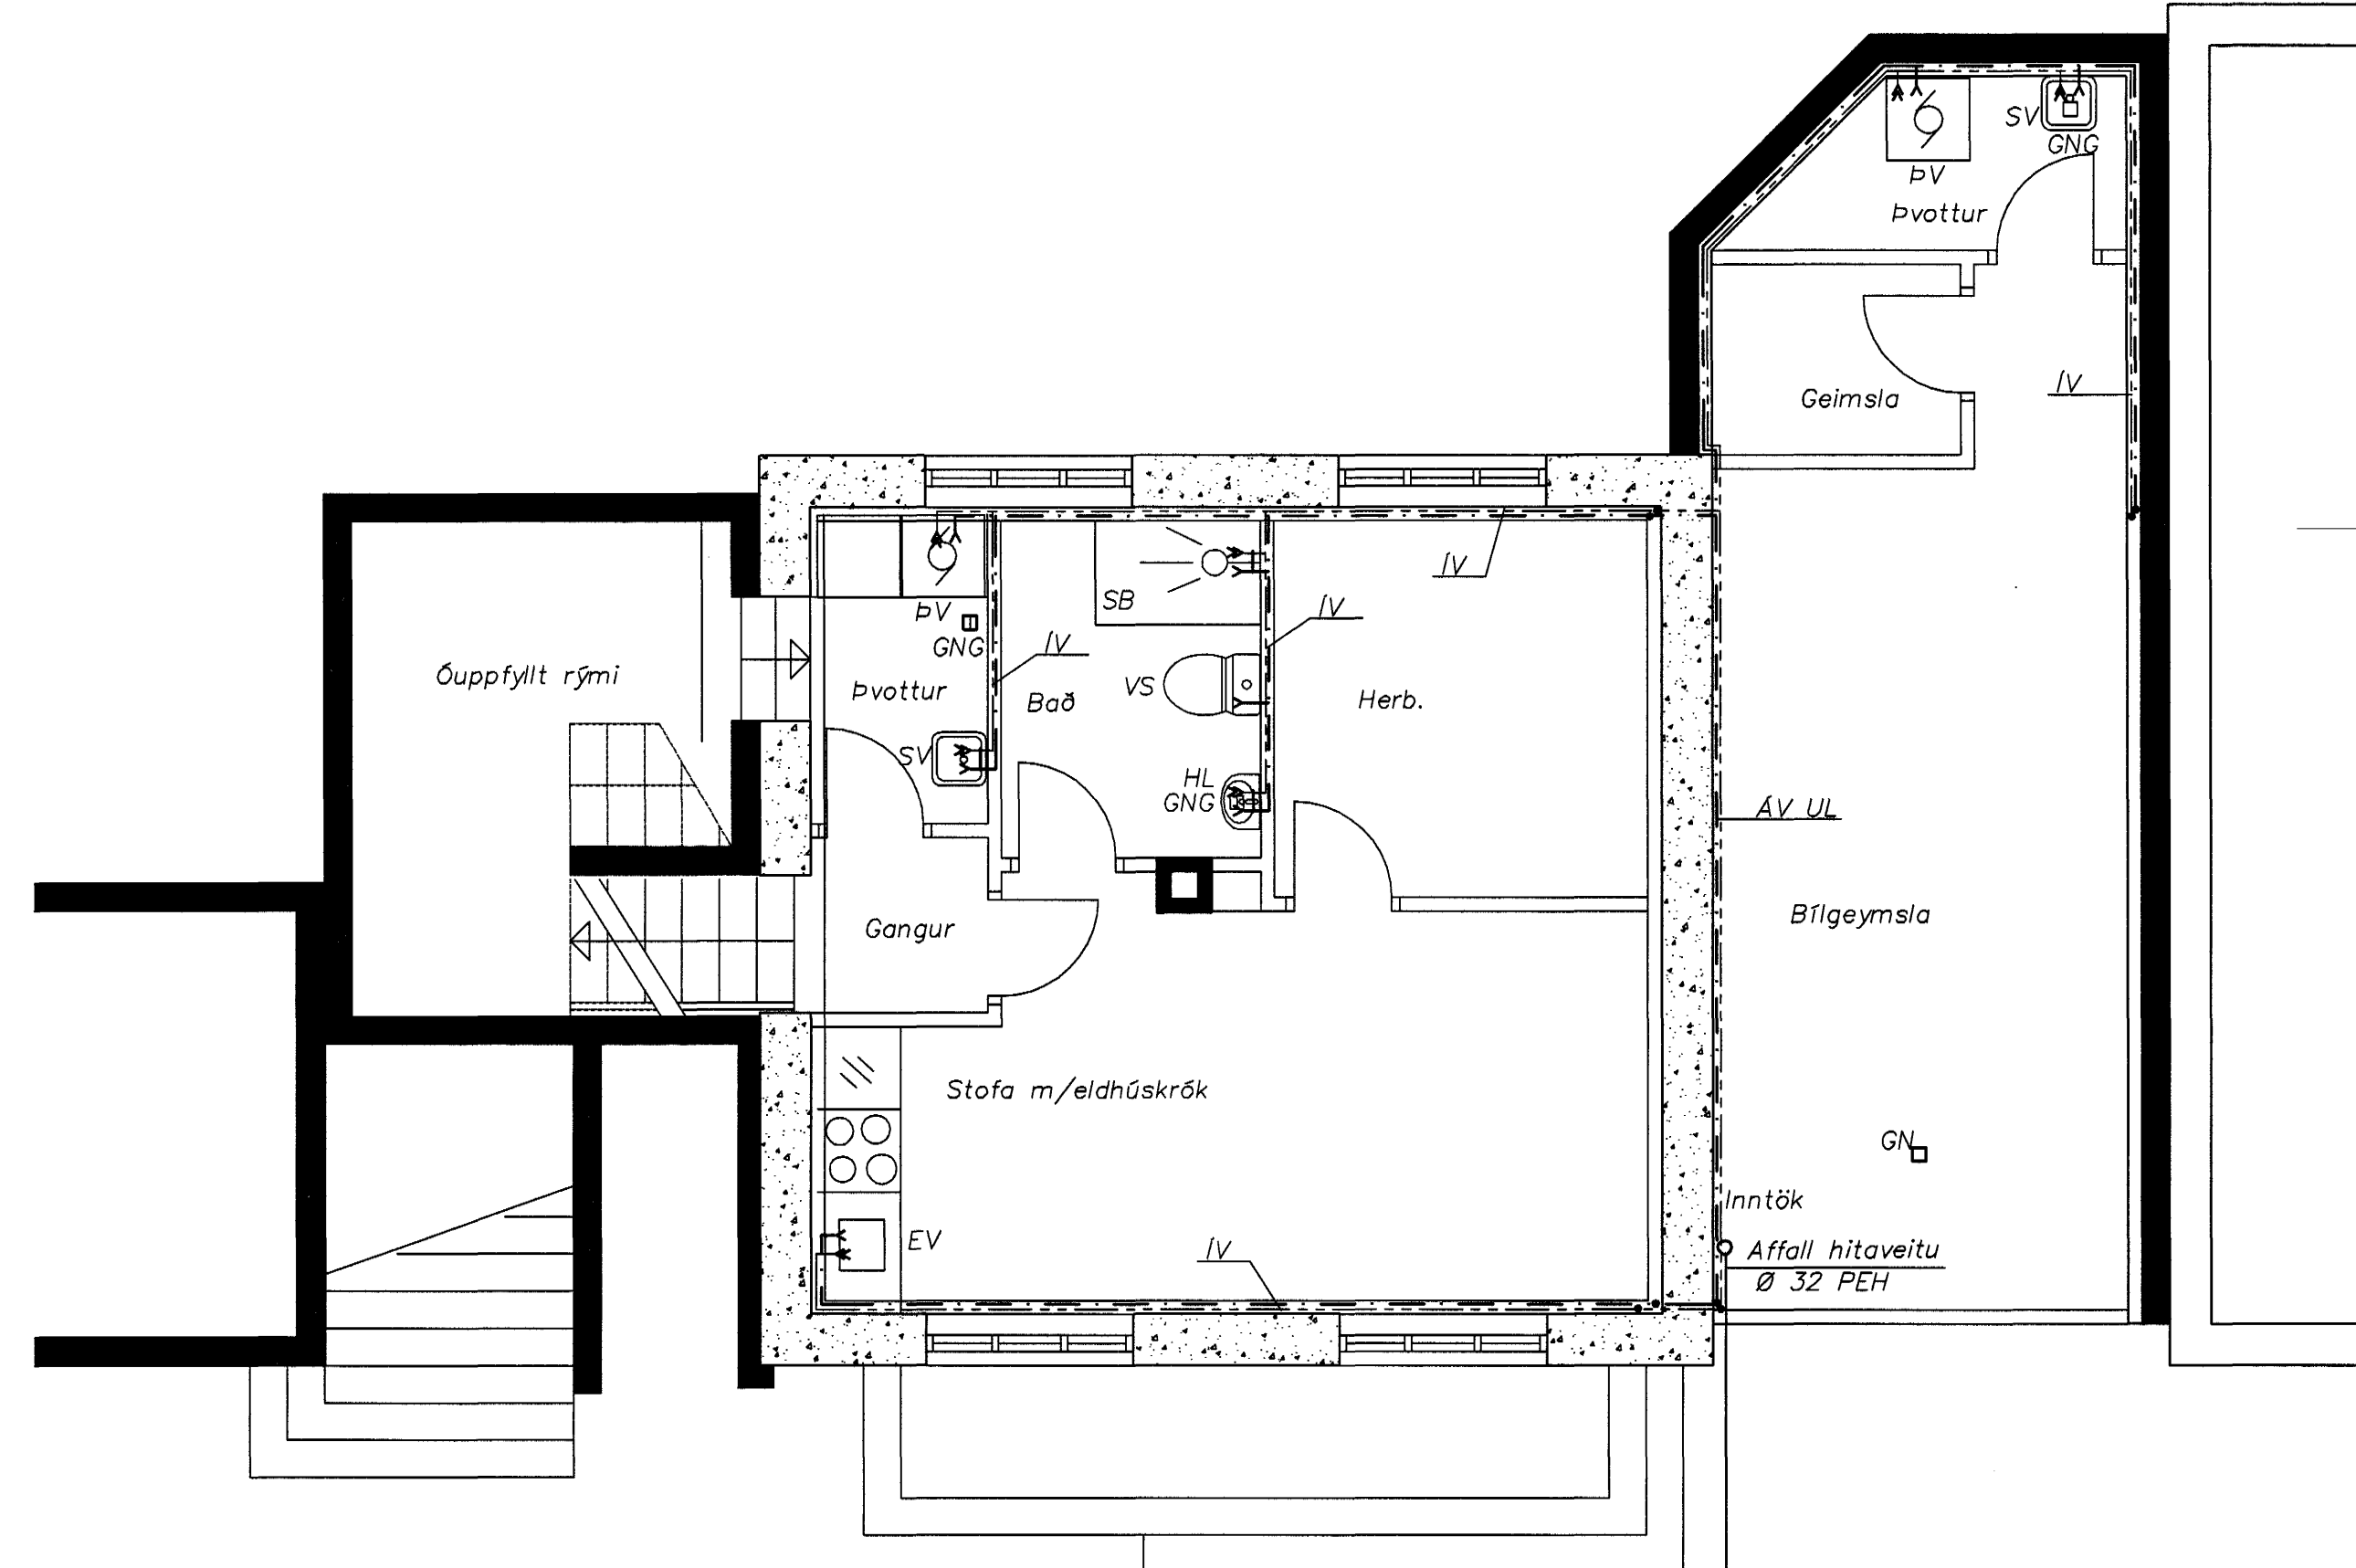 SV
GNG
ÞV
Þvottur
Geimsla
ÍV
ÍV
SB
ÍV
ÞV
GNG
ÍV
Óuppfyllt rými
Þvottur
Bað
VS
Herb.
SV
HL
GNG
ÁV UL
Gangur
Bílgeymsla
Stofa m/eldhúskrók
GN
Inntök
EV
ÍV
Affall hitaveitu
Ø 32 PEH